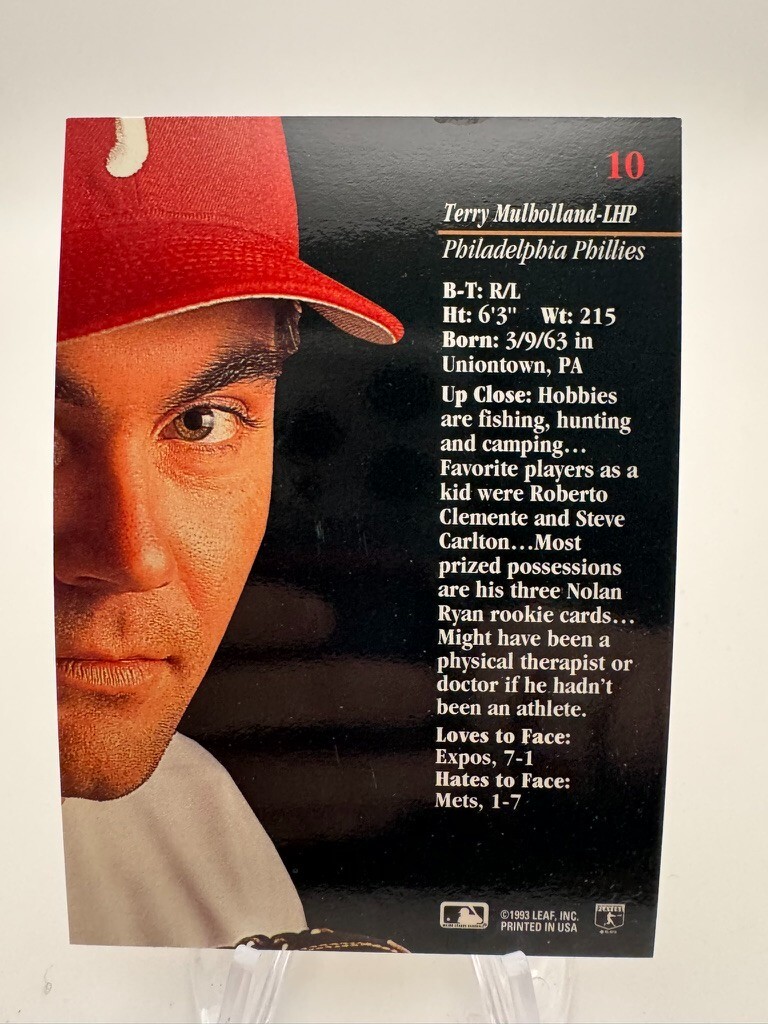 10
Terry Mulholland-LHP
Philadelphia Phillies
B-T: R/L
Ht: 6'3" Wt: 215
Born: 3/9/63 in
Uniontown, PA
Up Close: Hobbies
are fishing, hunting
and camping...
Favorite players as a
kid were Roberto
Clemente and Steve
Carlton...Most
prized possessions
are his three Nolan
Ryan rookie cards...
Might have been a
physical therapist or
doctor if he hadn't
been an athlete.
Loves to Face:
Expos, 7-1
Hates to Face:
Mets, 1-7
©1993 LEAF, INC.
PRINTED IN USA
PLAYERS